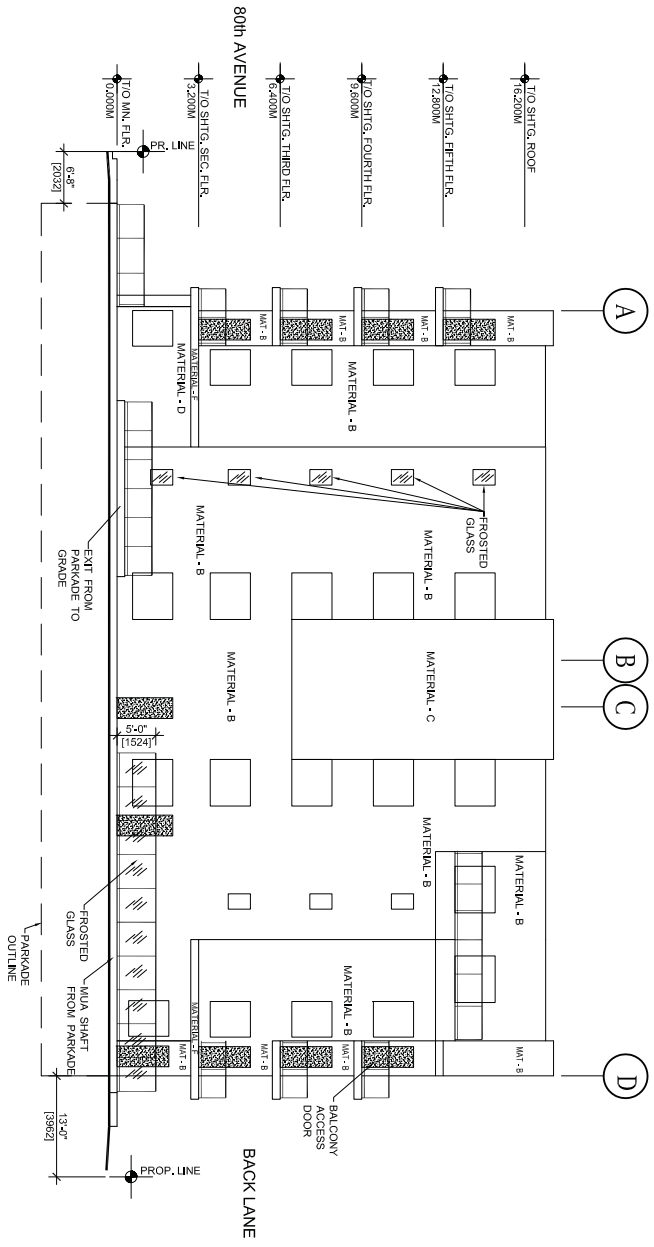 A
B
C
D
T/O SHTG. ROOF
16.200M
T/O SHTG. FIFTH FLR.
12.800M
T/O SHTG. FOURTH FLR.
9.600M
T/O SHTG. THIRD FLR.
6.400M
T/O SHTG. SEC. FLR.
3.200M
T/O MN. FLR.
0.000M
80th AVENUE
PR. LINE
6'-8"
[2032]
MAT - B
MAT - B
MAT - B
MAT - B
MATERIAL - B
MATERIAL - F
MATERIAL - D
FROSTED
GLASS
MATERIAL - B
MATERIAL - B
EXIT FROM
PARKADE TO
GRADE
MATERIAL - C
MATERIAL - B
5'-0"
[1524]
MATERIAL - B
MATERIAL - B
MATERIAL - B
MATERIAL - F
FROSTED
GLASS
MUA SHAFT
FROM PARKADE
PARKADE
OUTLINE
MAT - B
MAT - B
MAT - B
MAT - B
BALCONY
ACCESS
DOOR
BACK LANE
13'-0"
[3962]
PROP. LINE